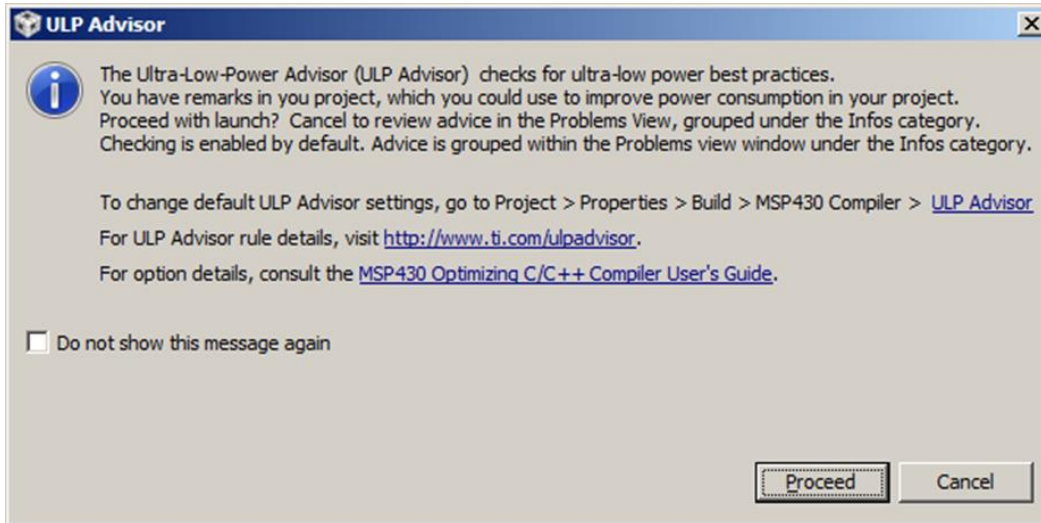 ULP Advisor
The Ultra-Low-Power Advisor (ULP Advisor) checks for ultra-low power best practices.
You have remarks in you project, which you could use to improve power consumption in your project.
Proceed with launch? Cancel to review advice in the Problems View, grouped under the Infos category.
Checking is enabled by default. Advice is grouped within the Problems view window under the Infos category.
To change default ULP Advisor settings, go to Project > Properties > Build > MSP430 Compiler > ULP Advisor
For ULP Advisor rule details, visit http://www.ti.com/ulpadvisor.
For option details, consult the MSP430 Optimizing C/C++ Compiler User's Guide.
Do not show this message again
Proceed Cancel